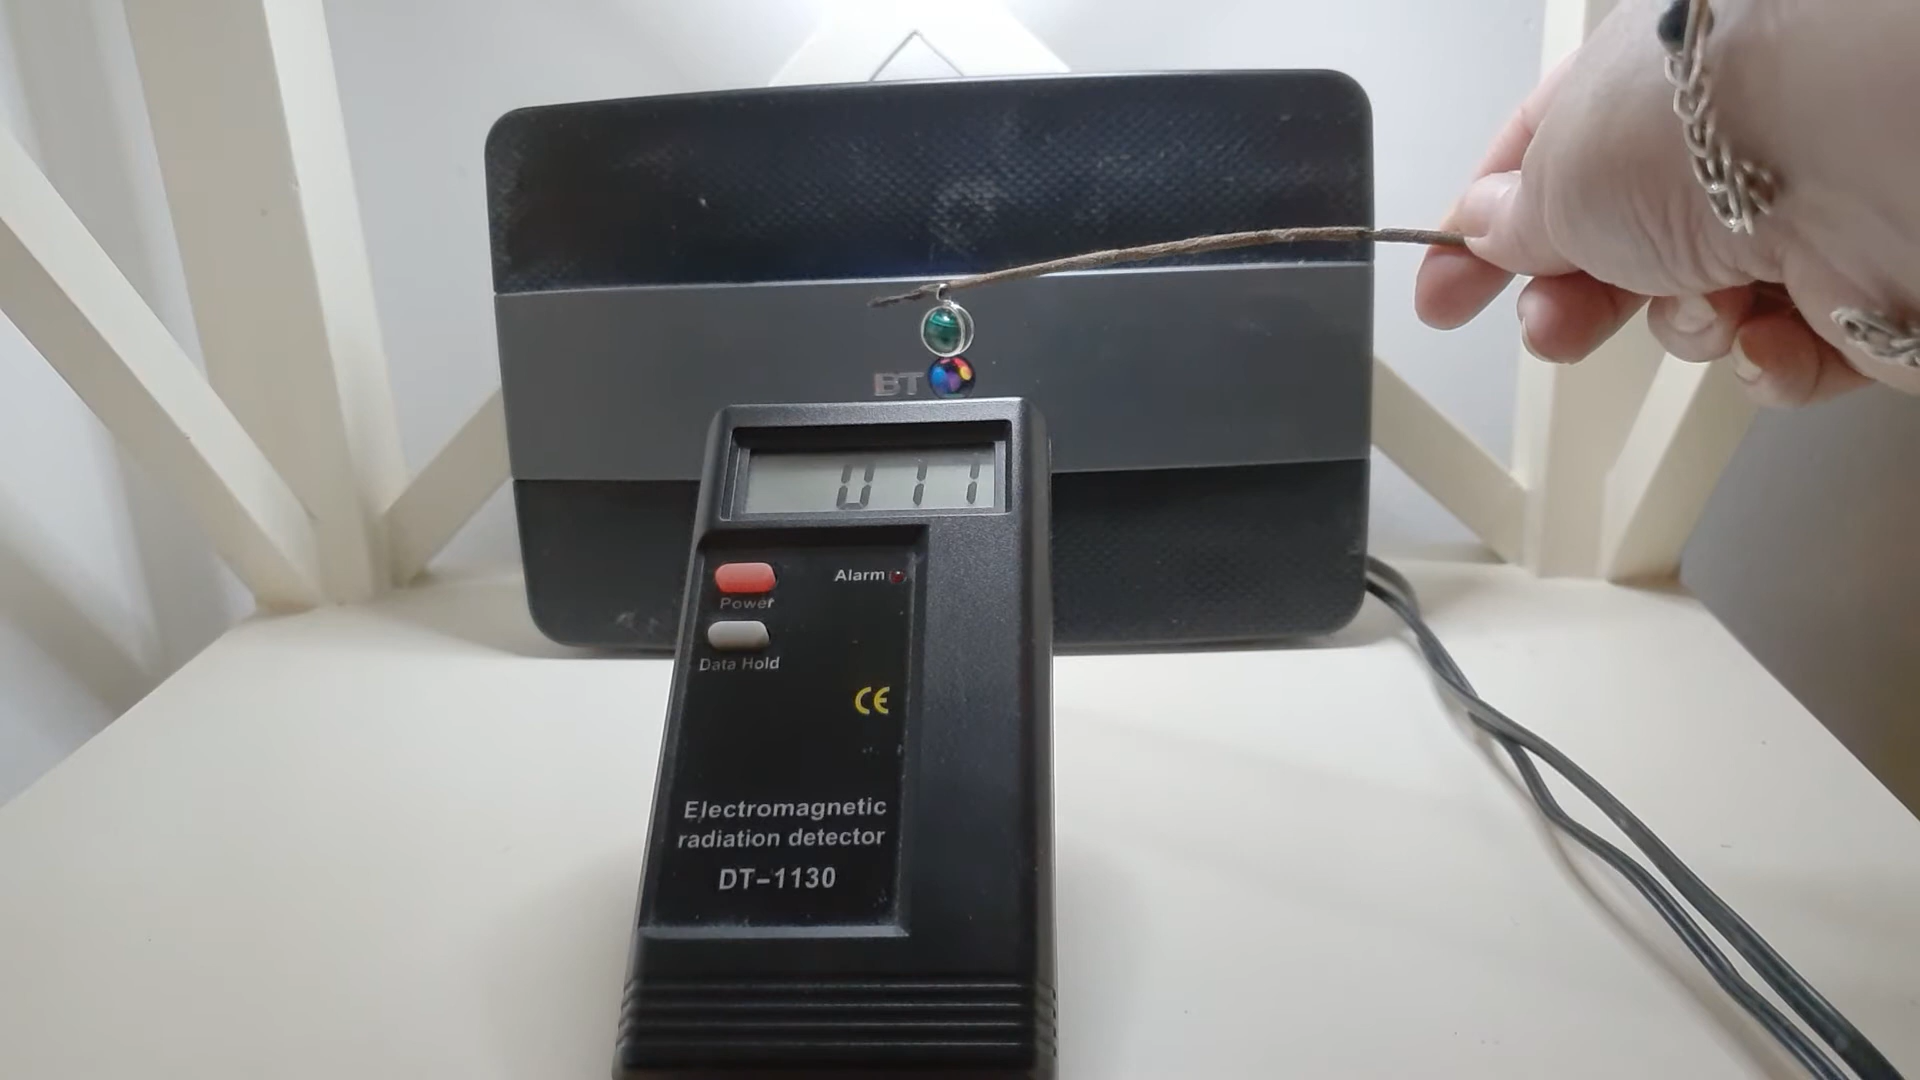 BT
011
Power
Alarm
Data Hold
CE
Electromagnetic
radiation detector
DT-1130